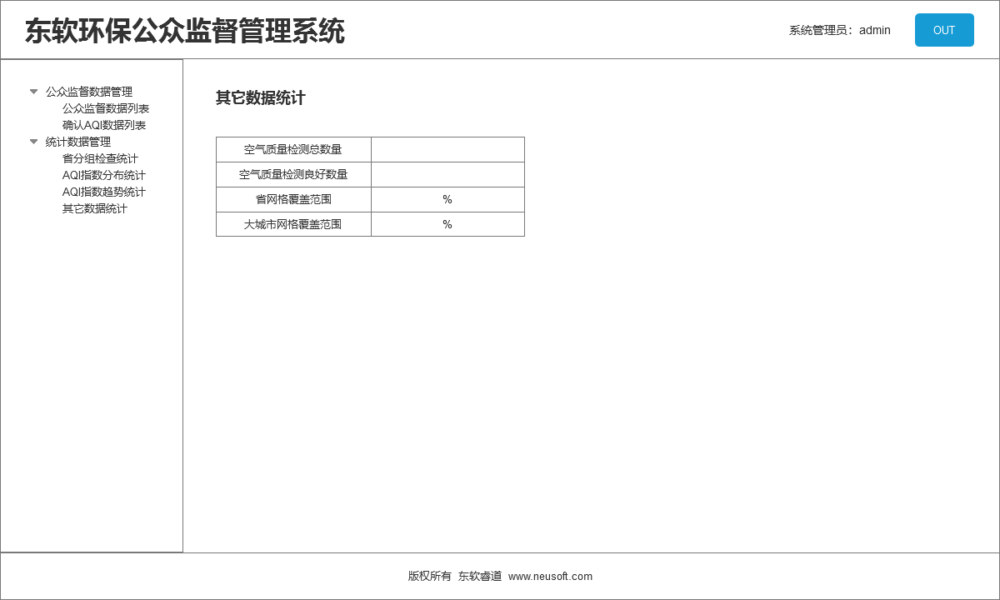 东软环保公众监督管理系统
系统管理员：admin
OUT
公众监督数据管理
公众监督数据列表
确认AQI数据列表
统计数据管理
省分组检查统计
AQI指数分布统计
AQI指数趋势统计
其它数据统计
其它数据统计
空气质量检测总数量
空气质量检测良好数量
省网格覆盖范围 %
大城市网格覆盖范围 %
版权所有 东软睿道 www.neusoft.com